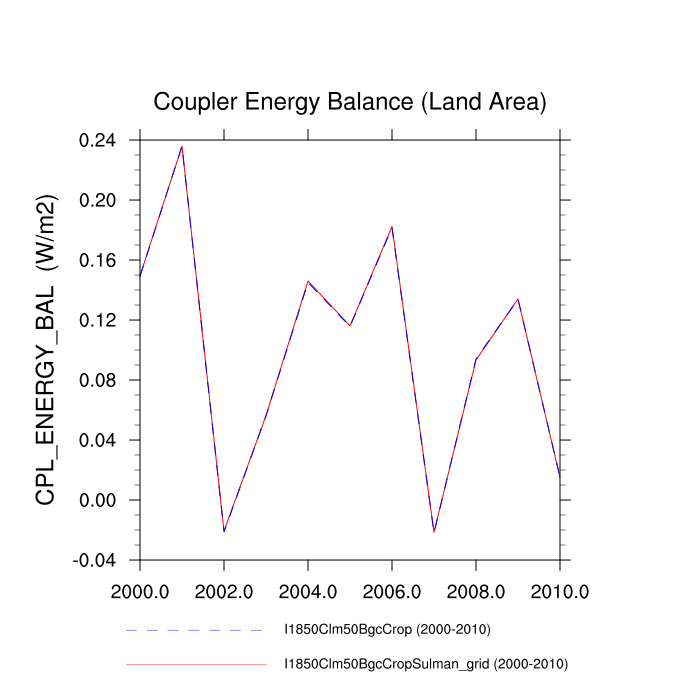 Coupler Energy Balance (Land Area)
CPL_ENERGY_BAL (W/m2)
0.24
0.20
0.16
0.12
0.08
0.04
0.00
-0.04
2000.0 2002.0 2004.0 2006.0 2008.0 2010.0
I1850Clm50BgcCrop (2000-2010)
I1850Clm50BgcCropSulman_grid (2000-2010)